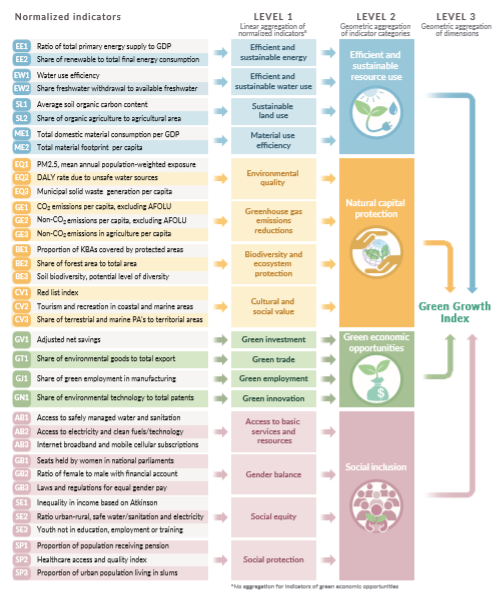 Normalized indicators
LEVEL 1
Linear aggregation of
normalized indicators*
LEVEL 2
Geometric aggregation
of indicator categories
LEVEL 3
Geometric aggregation
of dimensions
EE1 Ratio of total primary energy supply to GDP
EE2 Share of renewable to total final energy consumption
Efficient and
sustainable energy
EW1 Water use efficiency
EW2 Share freshwater withdrawal to available freshwater
Efficient and
sustainable water use
SL1 Average soil organic carbon content
SL2 Share of organic agriculture to agricultural area
Sustainable
land use
ME1 Total domestic material consumption per GDP
ME2 Total material footprint per capita
Material use
efficiency
Efficient and
sustainable
resource use
EQ1 PM2.5, mean annual population-weighted exposure
EQ2 DALY rate due to unsafe water sources
EQ3 Municipal solid waste generation per capita
Environmental
quality
GE1 CO2 emissions per capita, excluding AFOLU
GE2 Non-CO2 emissions per capita, excluding AFOLU
GE3 Non-CO2 emissions in agriculture per capita
Greenhouse gas
emissions
reductions
BE1 Proportion of KBAs covered by protected areas
BE2 Share of forest area to total area
BE3 Soil biodiversity, potential level of diversity
Biodiversity and
ecosystem
protection
CV1 Red list index
CV2 Tourism and recreation in coastal and marine areas
CV3 Share of terrestrial and marine PA's to territorial areas
Cultural and
social value
Natural capital
protection
GV1 Adjusted net savings
Green investment
GT1 Share of environmental goods to total export
Green trade
GJ1 Share of green employment in manufacturing
Green employment
GN1 Share of environmental technology to total patents
Green innovation
Green economic
opportunities
$
Green Growth
Index
AB1 Access to safely managed water and sanitation
AB2 Access to electricity and clean fuels/technology
AB3 Internet broadband and mobile cellular subscriptions
Access to basic
services and
resources
GB1 Seats held by women in national parliaments
GB2 Ratio of female to male with financial account
GB3 Laws and regulations for equal gender pay
Gender balance
SE1 Inequality in income based on Atkinson
SE2 Ratio urban-rural, safe water/sanitation and electricity
SE3 Youth not in education, employment or training
Social equity
SP1 Proportion of population receiving pension
SP2 Healthcare access and quality index
SP3 Proportion of urban population living in slums
Social protection
Social inclusion
*No aggregation for indicators of green economic opportunities